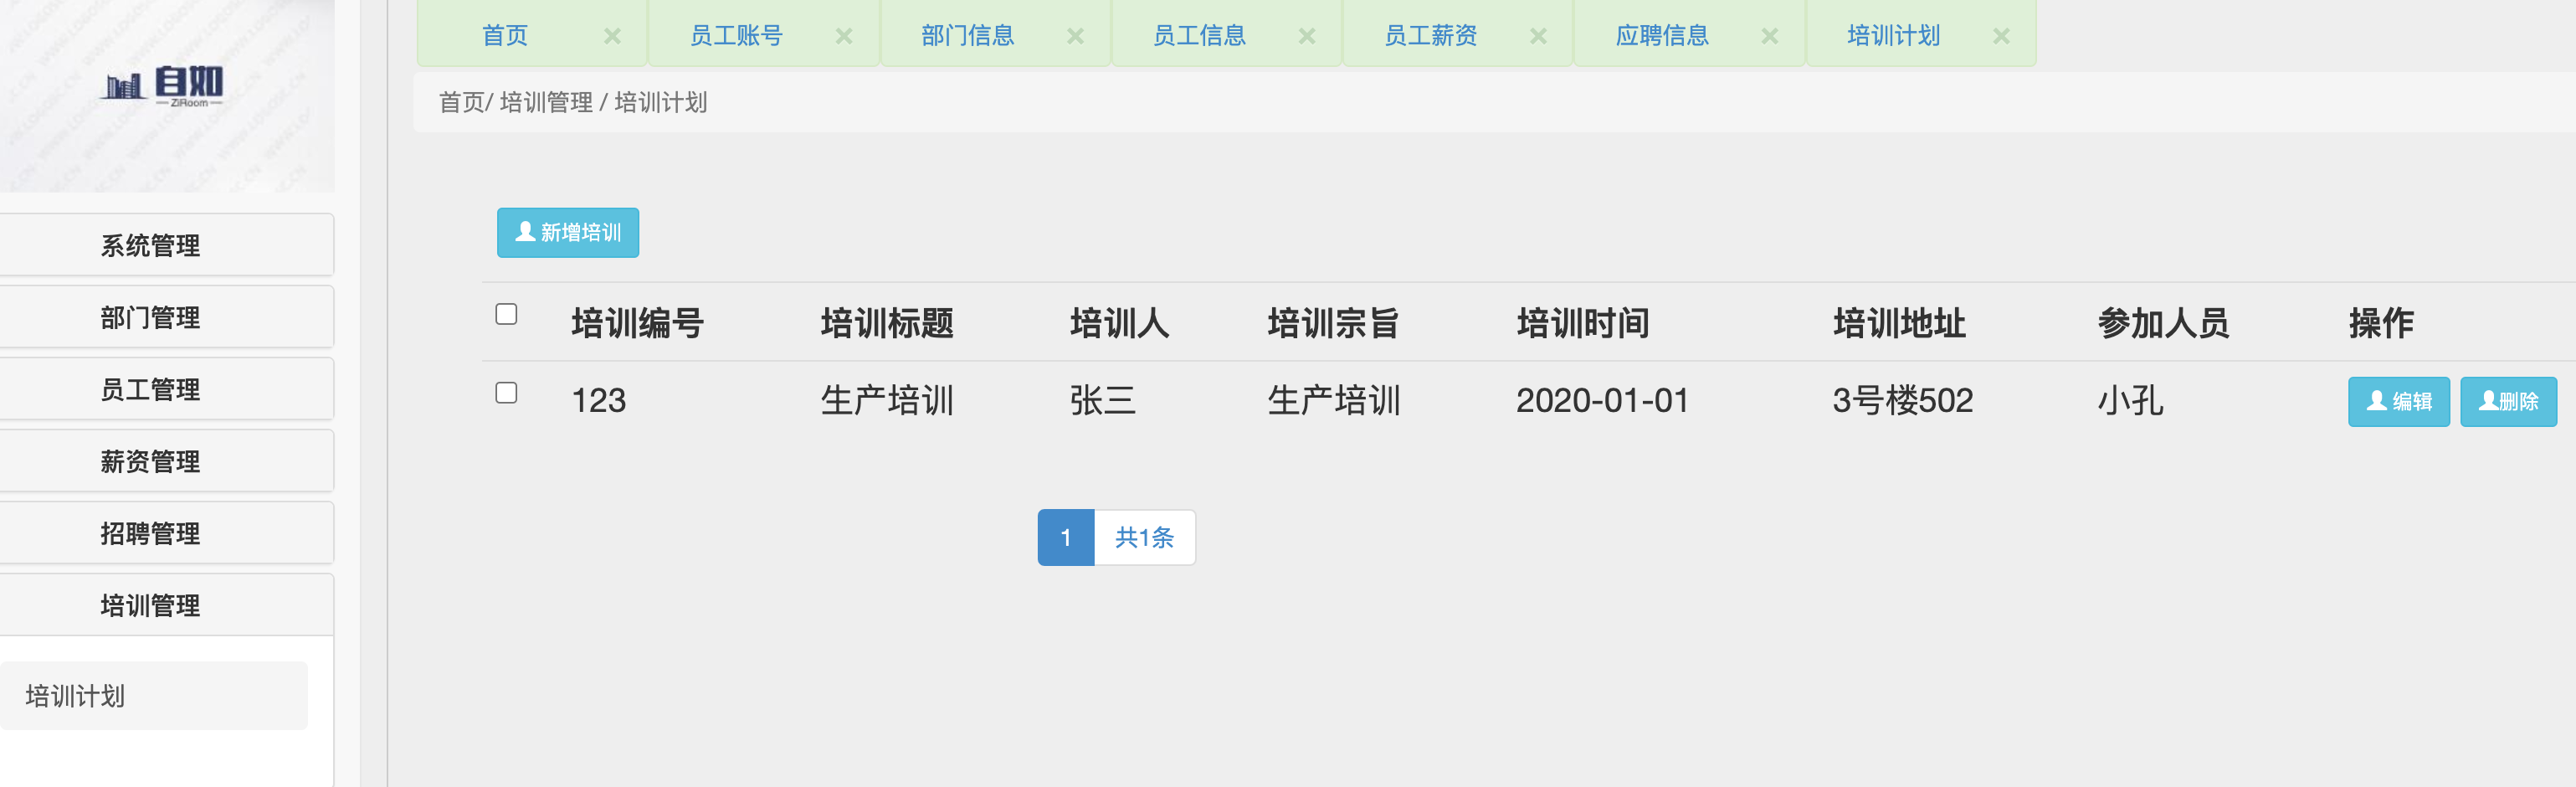 首页 × 员工账号 × 部门信息 × 员工信息 × 员工薪资 × 应聘信息 × 培训计划 ×
自如
ZiRoom
首页/ 培训管理 / 培训计划
新增培训
系统管理
部门管理
员工管理
薪资管理
招聘管理
培训管理
培训计划
培训编号 培训标题 培训人 培训宗旨 培训时间 培训地址 参加人员 操作
123 生产培训 张三 生产培训 2020-01-01 3号楼502 小孔 编辑 删除
1 共1条